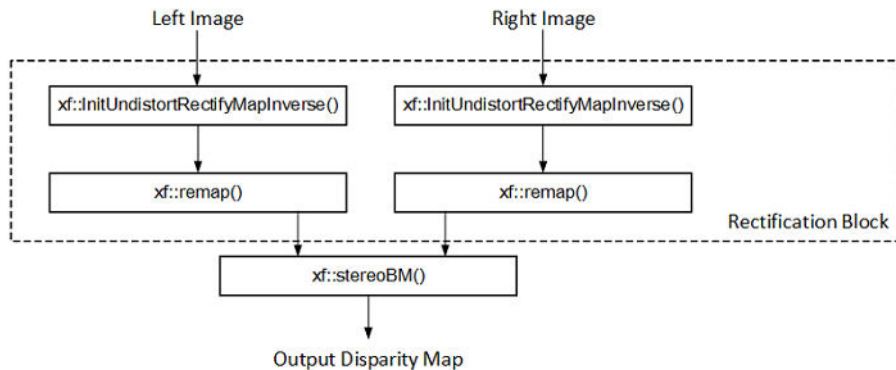 Left Image
Right Image
xf::InitUndistortRectifyMapInverse()
xf::InitUndistortRectifyMapInverse()
xf::remap()
xf::remap()
Rectification Block
xf::stereoBM()
Output Disparity Map